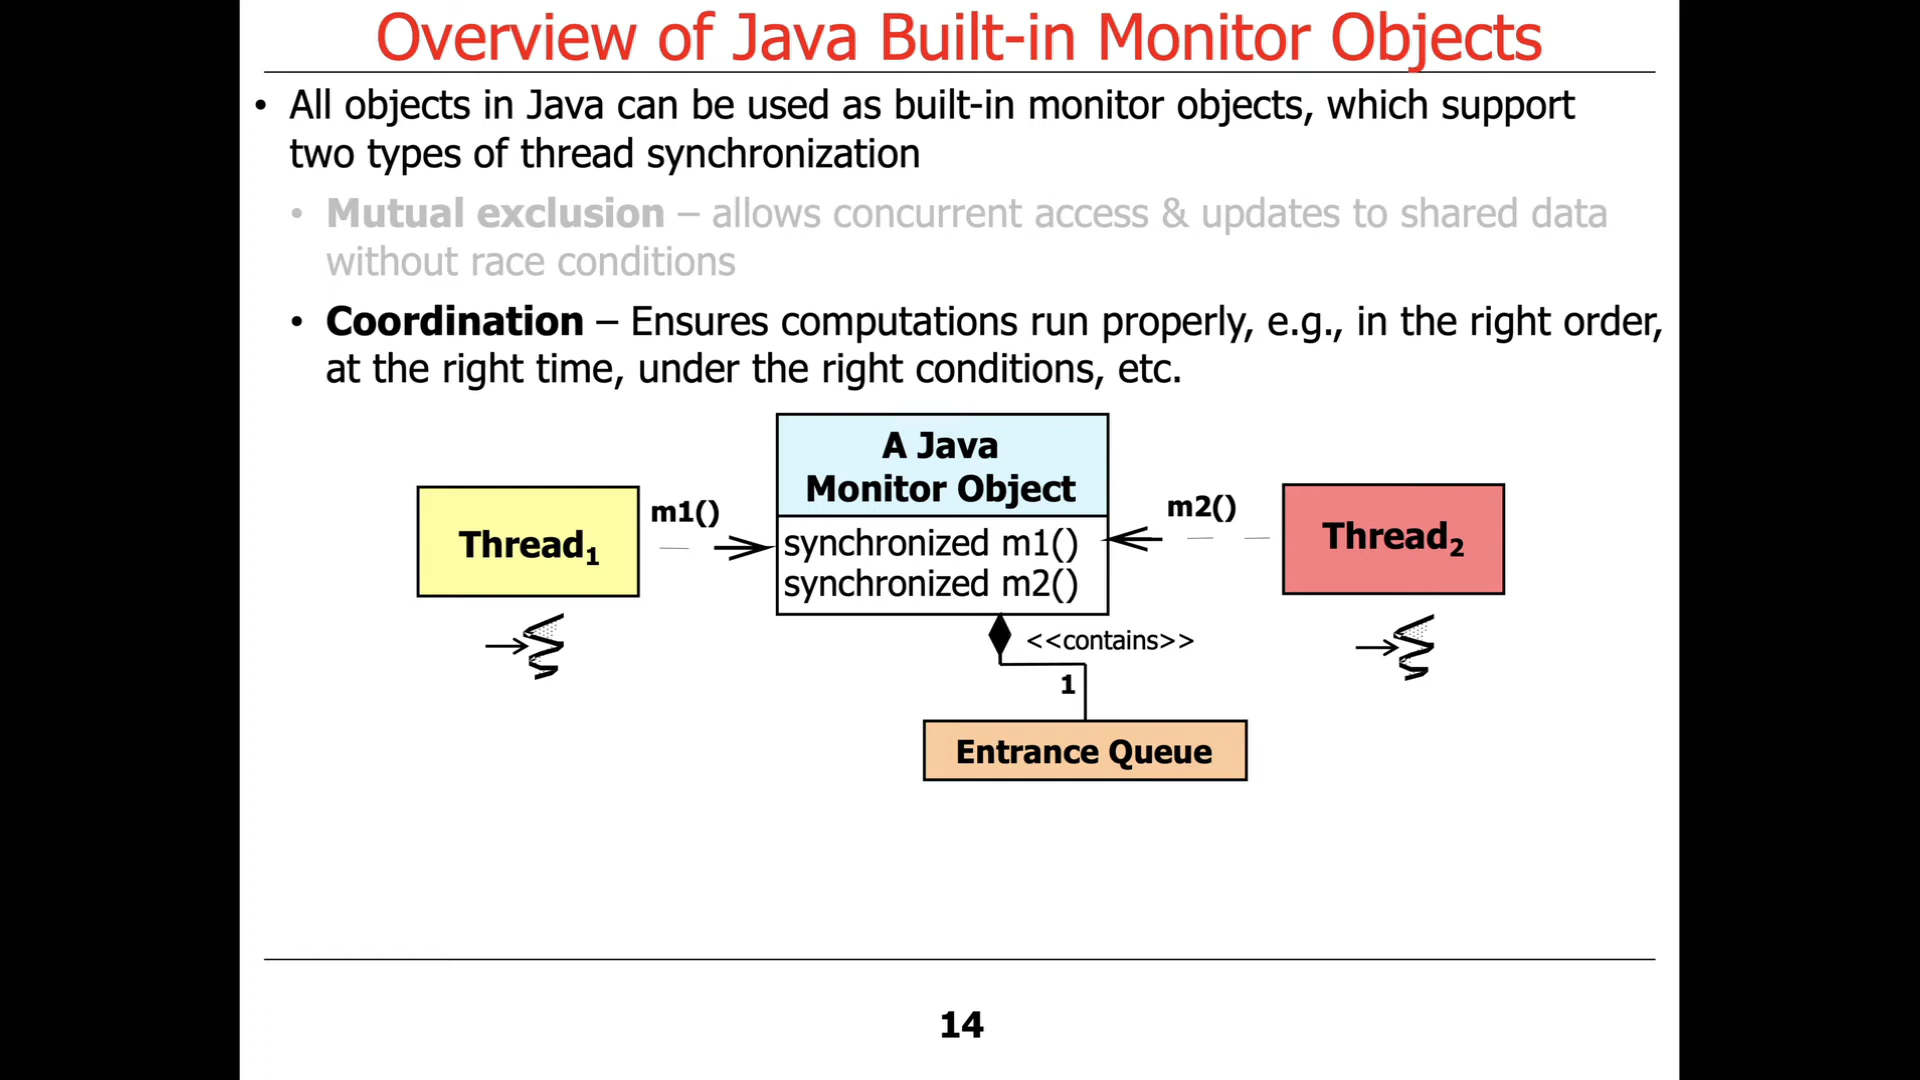 Overview of Java Built-in Monitor Objects
• All objects in Java can be used as built-in monitor objects, which support
two types of thread synchronization
• Mutual exclusion – allows concurrent access & updates to shared data
without race conditions
• Coordination – Ensures computations run properly, e.g., in the right order,
at the right time, under the right conditions, etc.
A Java
Monitor Object
Thread1
m1()
synchronized m1()
synchronized m2()
m2()
Thread2
<<contains>>
1
Entrance Queue
14